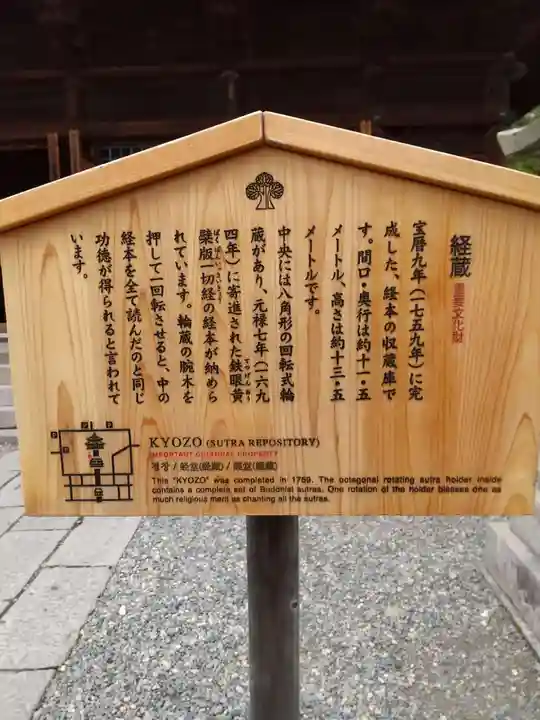 経蔵 重要文化財
宝暦九年(一七五九年)に完
成した、経本の収蔵庫で
す。間口・奥行は約十一・五
メートル、高さは約十三・五
メートルです。
中央には八角形の回転式輪
蔵があり、元禄七年(一六九
四年)に寄進された鉄眼黄
檗版一切経の経本が納めら
れています。輪蔵の腕木を
押して一回転させると、中の
経本を全て読んだのと同じ
功徳が得られると言われて
います。
KYOZO (SUTRA REPOSITORY)
IMPORTANT CULTURAL PROPERTY
경장 /
This "KYOZO" was completed in 1759. The octagonal rotating sutra holder inside
contains a complete set of Buddhist sutras. One rotation of the holder blesses one as
much religious merit as chanting all the sutras.